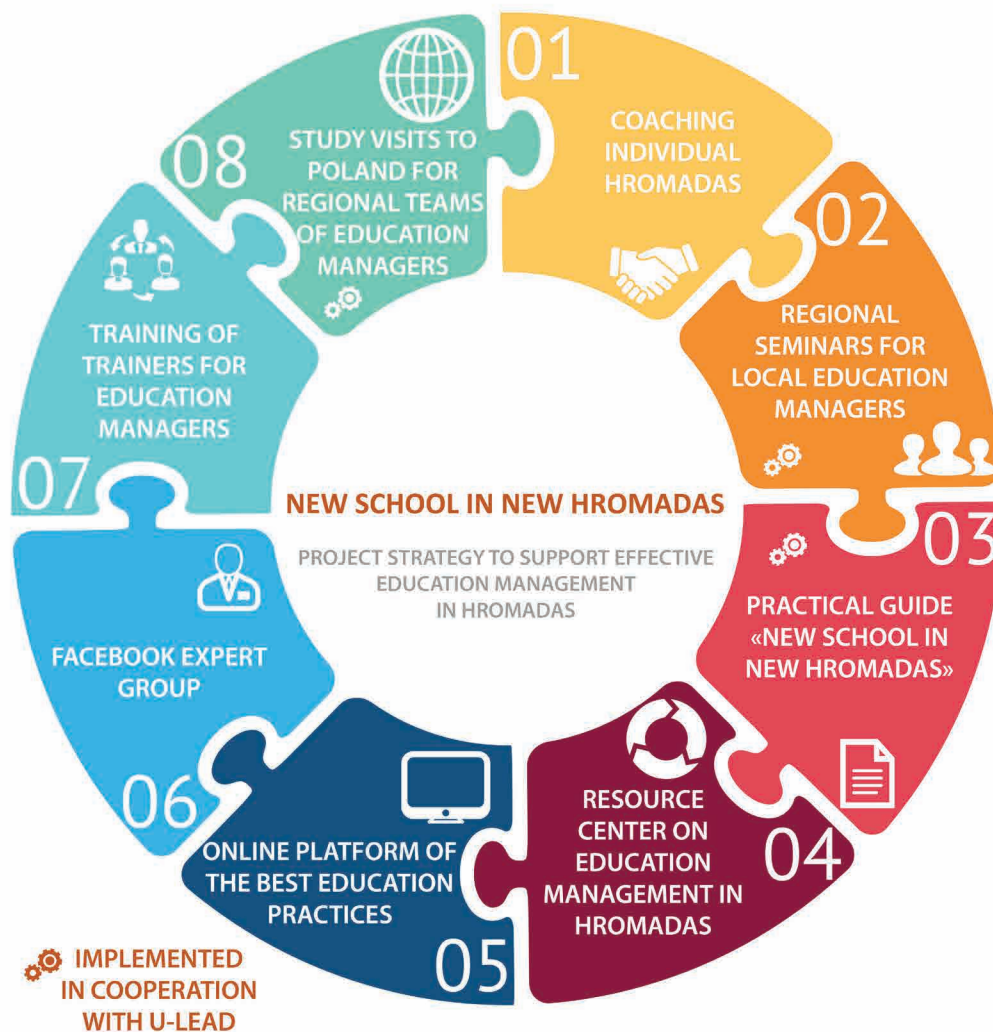 01
COACHING
INDIVIDUAL
HROMADAS
02
REGIONAL
SEMINARS FOR
LOCAL EDUCATION
MANAGERS
03
PRACTICAL GUIDE
«NEW SCHOOL IN
NEW HROMADAS»
04
RESOURCE
CENTER ON
EDUCATION
MANAGEMENT IN
HROMADAS
05
ONLINE PLATFORM OF
THE BEST EDUCATION
PRACTICES
06
FACEBOOK EXPERT
GROUP
07
TRAINING OF
TRAINERS FOR
EDUCATION
MANAGERS
08
STUDY VISITS TO
POLAND FOR
REGIONAL TEAMS
OF EDUCATION
MANAGERS
NEW SCHOOL IN NEW HROMADAS
PROJECT STRATEGY TO SUPPORT EFFECTIVE
EDUCATION MANAGEMENT
IN HROMADAS
IMPLEMENTED
IN COOPERATION
WITH U-LEAD